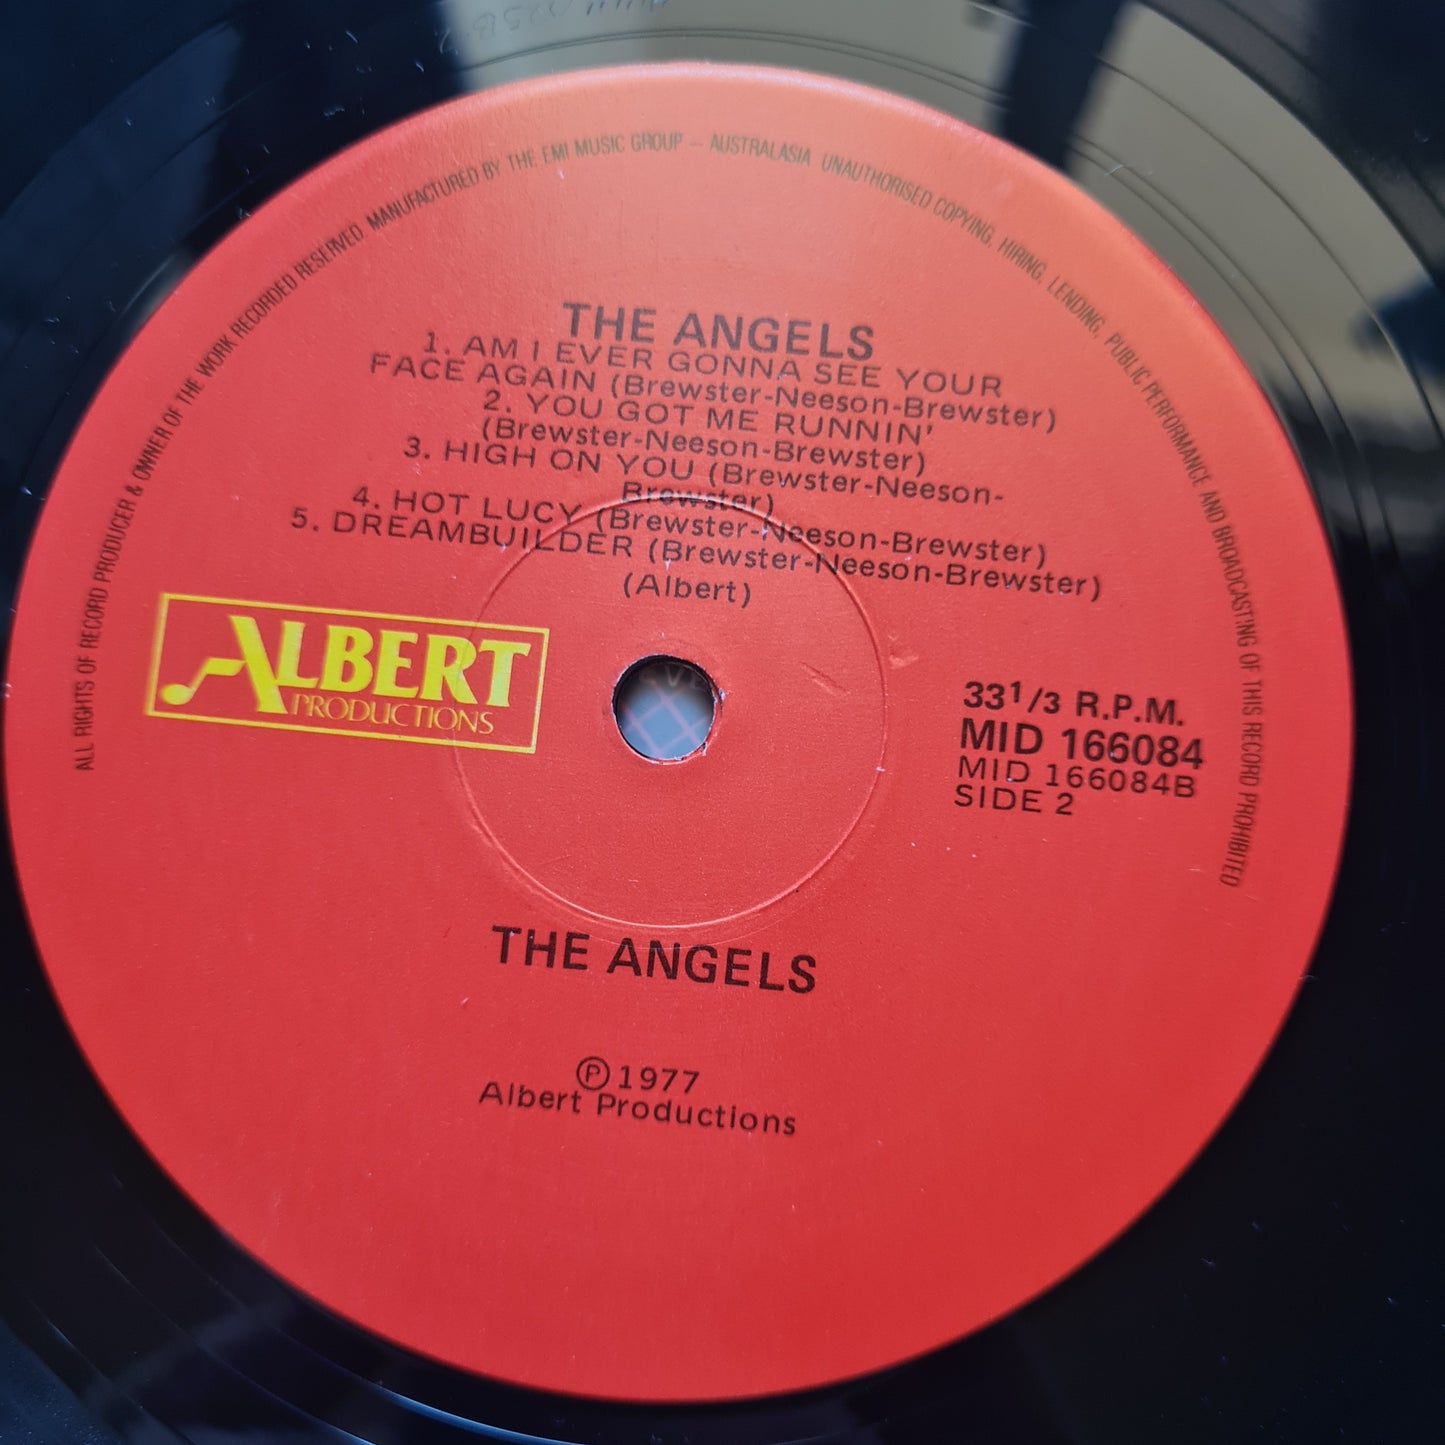 ALL RIGHTS OF RECORD PRODUCER & OWNER OF THE WORK RECORDED RESERVED. MANUFACTURED BY THE EMI MUSIC GROUP – AUSTRALASIA UNAUTHORISED COPYING, HIRING, LENDING, PUBLIC PERFORMANCE AND BROADCASTING OF THIS RECORD PROHIBITED
THE ANGELS
1. AM I EVER GONNA SEE YOUR
FACE AGAIN (Brewster-Neeson-Brewster)
2. YOU GOT ME RUNNIN'
(Brewster-Neeson-Brewster)
3. HIGH ON YOU (Brewster-Neeson-
Brewster)
4. HOT LUCY (Brewster-Neeson-Brewster)
5. DREAMBUILDER (Brewster-Neeson-Brewster)
(Albert)
ALBERT
PRODUCTIONS
33 1/3 R.P.M.
MID 166084
MID 166084B
SIDE 2
THE ANGELS
Ⓟ 1977
Albert Productions